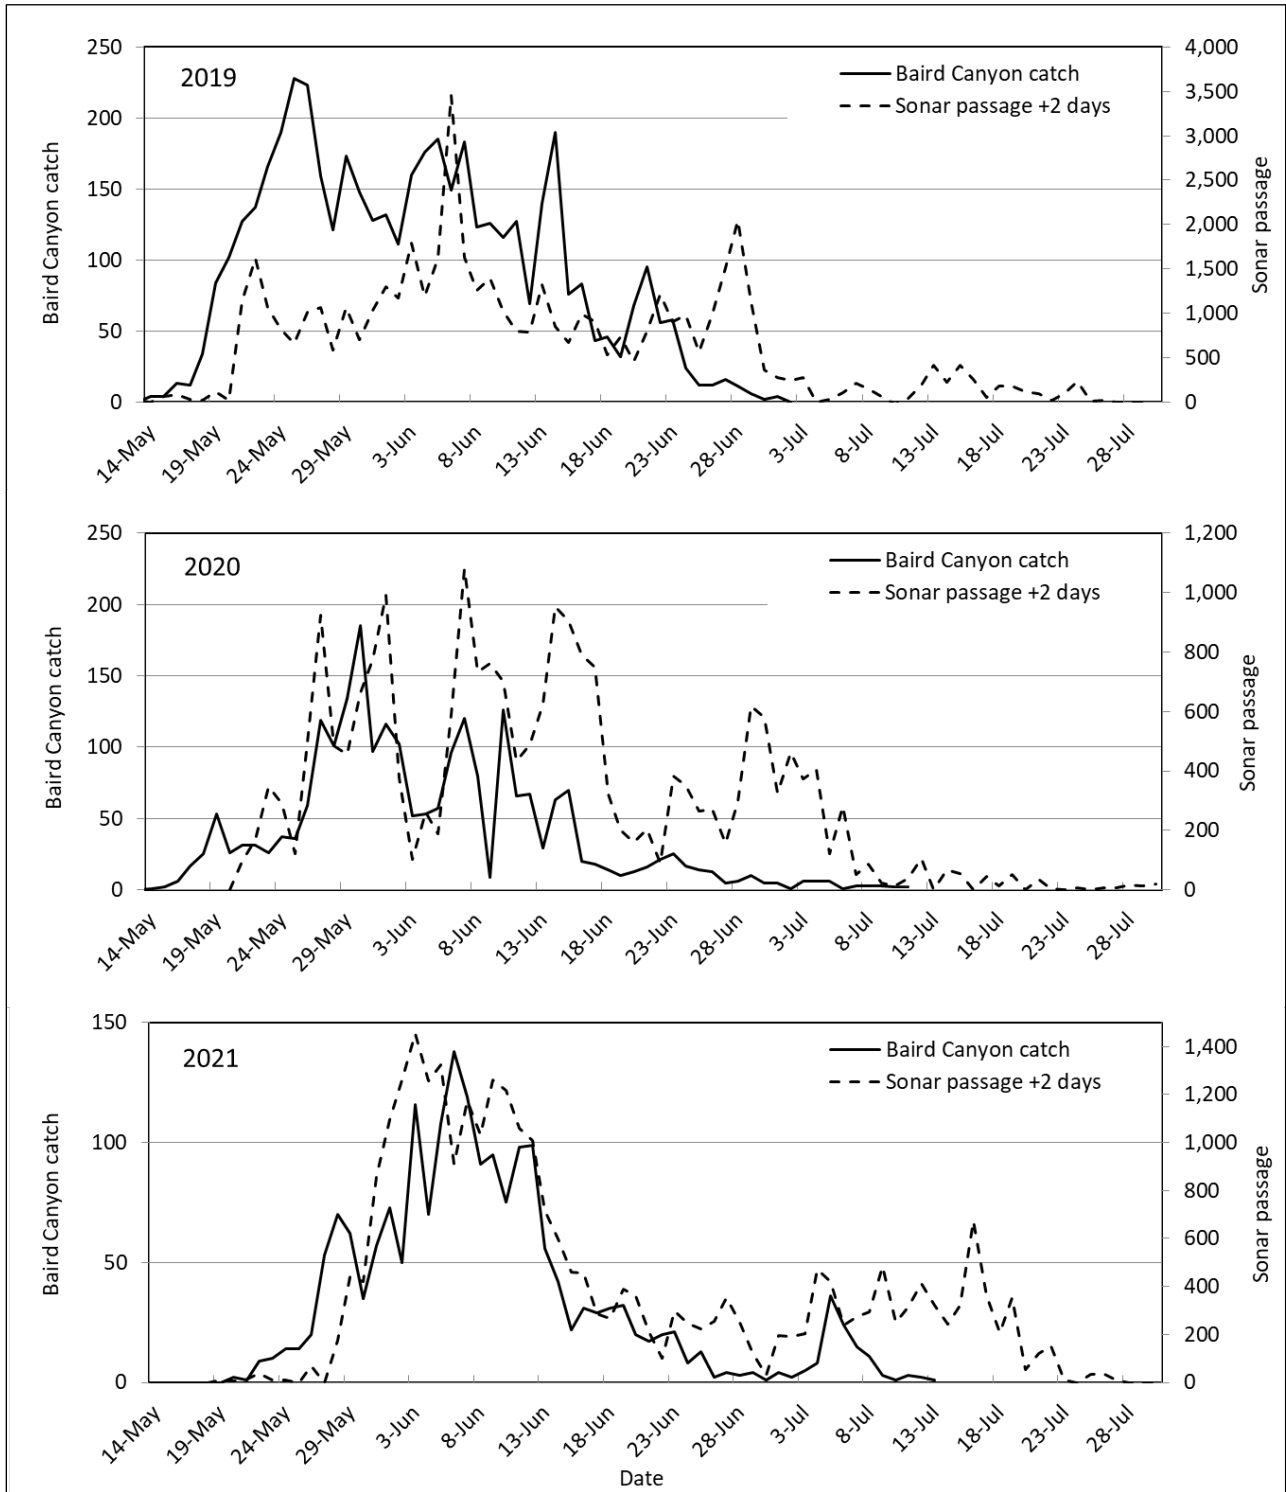 2019
Baird Canyon catch
Sonar passage +2 days
250
200
150
100
50
0
4,000
3,500
3,000
2,500
2,000
1,500
1,000
500
0
Baird Canyon catch
Sonar passage
14-May
19-May
24-May
29-May
3-Jun
8-Jun
13-Jun
18-Jun
23-Jun
28-Jun
3-Jul
8-Jul
13-Jul
18-Jul
23-Jul
28-Jul
2020
Baird Canyon catch
Sonar passage +2 days
250
200
150
100
50
0
1,200
1,000
800
600
400
200
0
Baird Canyon catch
Sonar passage
14-May
19-May
24-May
29-May
3-Jun
8-Jun
13-Jun
18-Jun
23-Jun
28-Jun
3-Jul
8-Jul
13-Jul
18-Jul
23-Jul
28-Jul
2021
Baird Canyon catch
Sonar passage +2 days
150
100
50
0
1,400
1,200
1,000
800
600
400
200
0
Baird Canyon catch
Sonar passage
14-May
19-May
24-May
29-May
3-Jun
8-Jun
13-Jun
18-Jun
23-Jun
28-Jun
3-Jul
8-Jul
13-Jul
18-Jul
23-Jul
28-Jul
Date